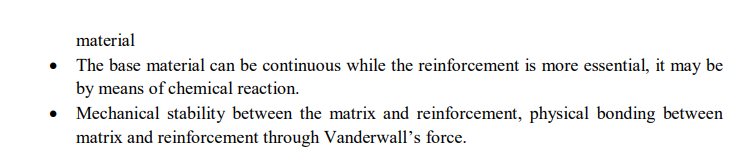 material
• The base material can be continuous while the reinforcement is more essential, it may be
by means of chemical reaction.
• Mechanical stability between the matrix and reinforcement, physical bonding between
matrix and reinforcement through Vanderwall’s force.